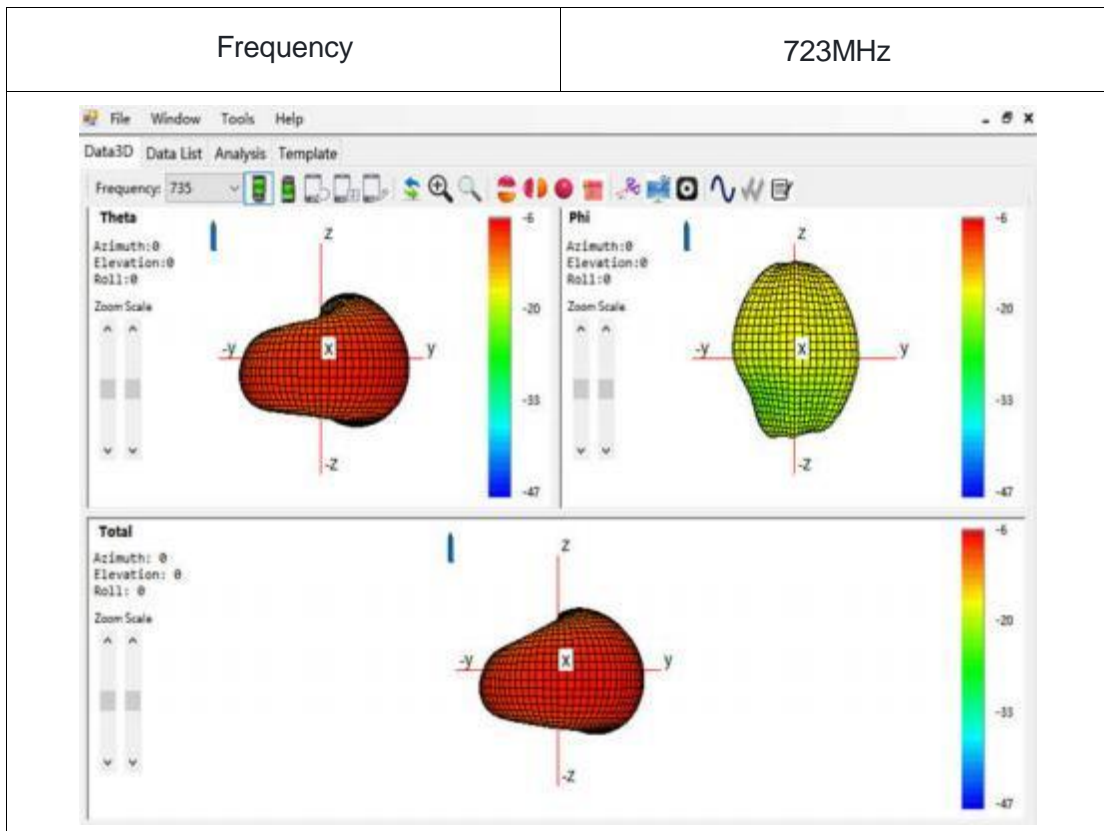 Frequency 723MHz
File Window Tools Help
Data3D Data List Analysis Template
Frequency: 735
Theta
Azimuth:0
Elevation:0
Roll:0
Zoom Scale
z
-y x y
-z
-6
-20
-33
-47
Phi
Azimuth:0
Elevation:0
Roll:0
Zoom Scale
z
-y x y
-z
-6
-20
-33
-47
Total
Azimuth: 0
Elevation: 0
Roll: 0
Zoom Scale
z
-y x y
-z
-6
-20
-33
-47